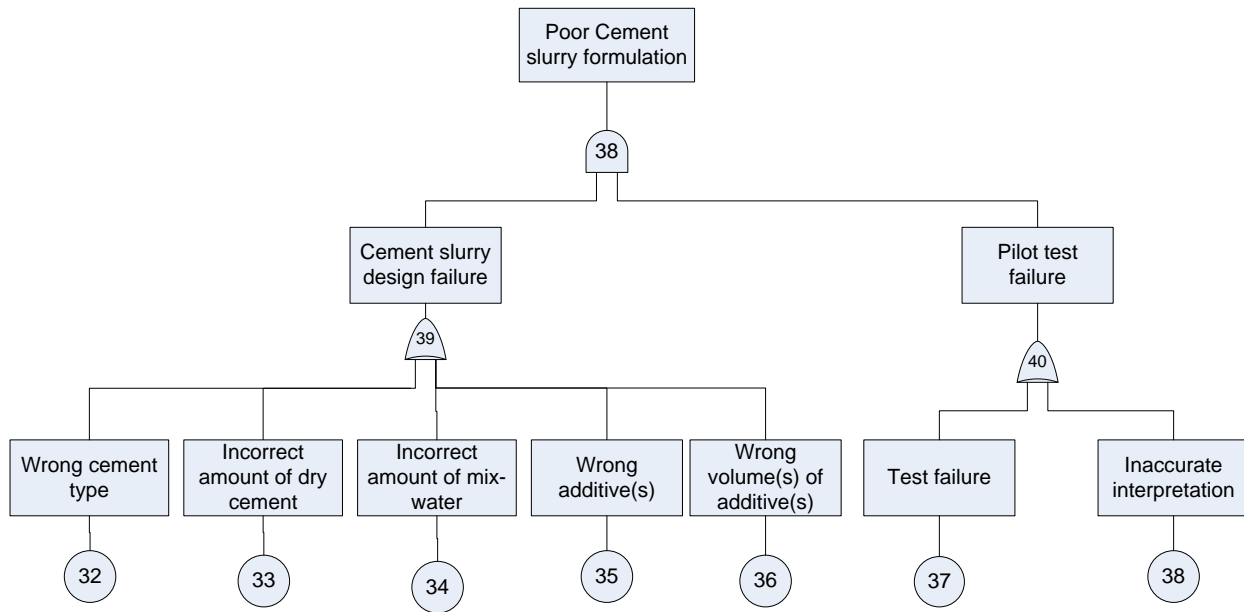 Poor Cement
slurry formulation
38
Cement slurry
design failure
Pilot test
failure
39
40
Wrong cement
type
Incorrect
amount of dry
cement
Incorrect
amount of mix-
water
Wrong
additive(s)
Wrong
volume(s) of
additive(s)
Test failure
Inaccurate
interpretation
32
33
34
35
36
37
38